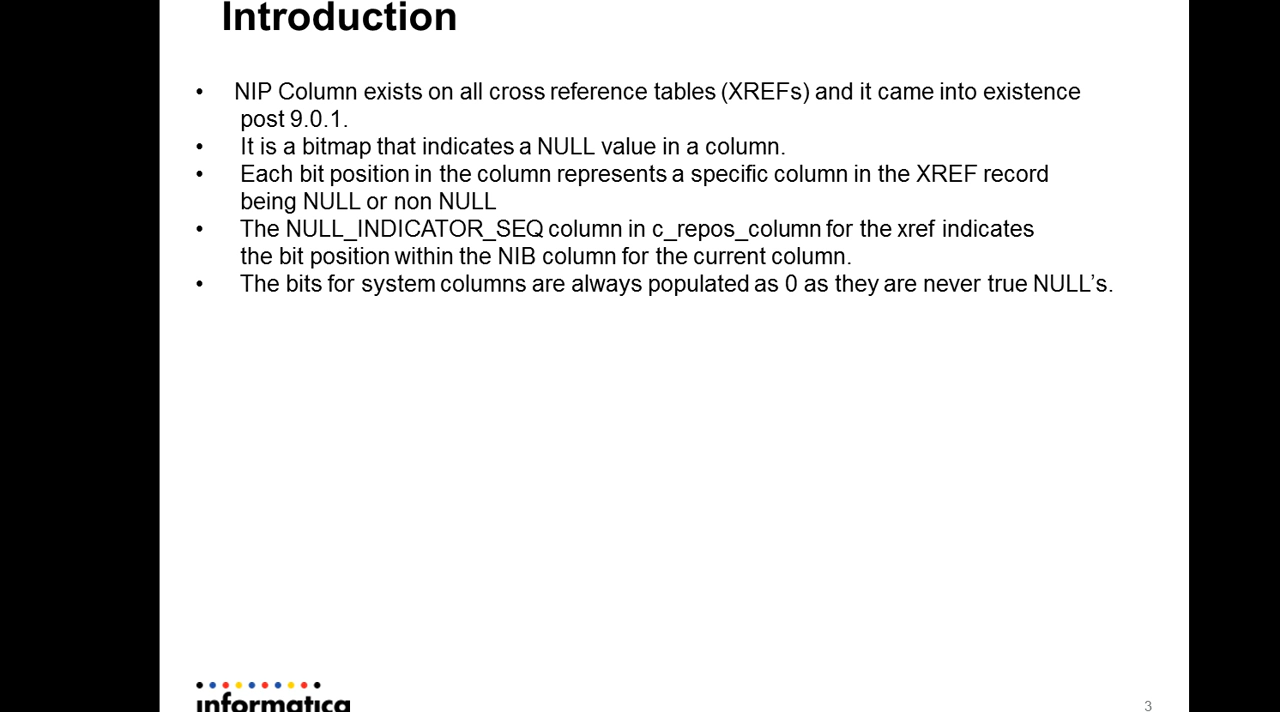 Introduction
• NIP Column exists on all cross reference tables (XREFs) and it came into existence
post 9.0.1.
• It is a bitmap that indicates a NULL value in a column.
• Each bit position in the column represents a specific column in the XREF record
being NULL or non NULL
• The NULL_INDICATOR_SEQ column in c_repos_column for the xref indicates
the bit position within the NIB column for the current column.
• The bits for system columns are always populated as 0 as they are never true NULL’s.
informatica
3